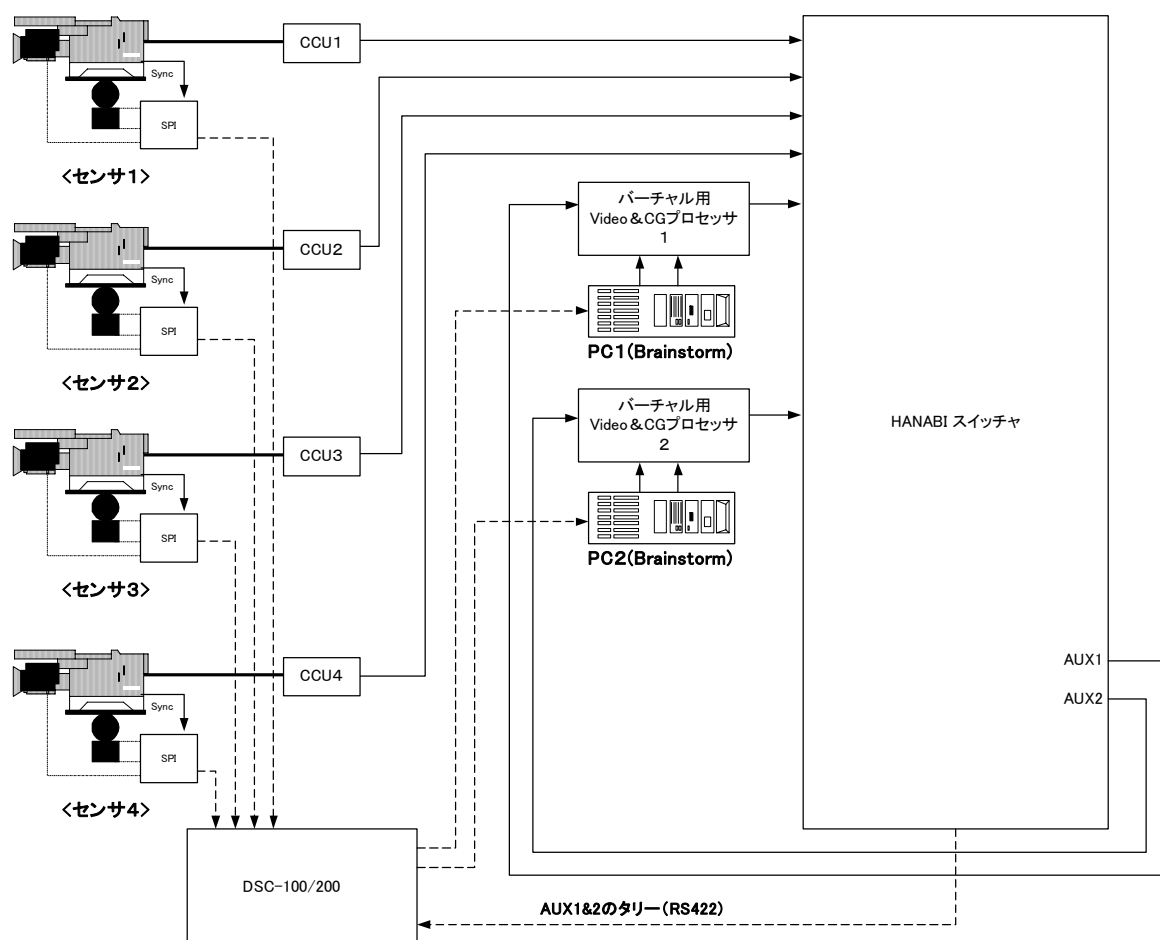 CCU1
Sync
SPI
<センサ1>
CCU2
Sync
SPI
<センサ2>
CCU3
Sync
SPI
<センサ3>
CCU4
Sync
SPI
<センサ4>
バーチャル用
Video&CGプロセッサ
1
PC1(Brainstorm)
バーチャル用
Video&CGプロセッサ
2
PC2(Brainstorm)
HANABI スイッチャ
AUX1
AUX2
DSC-100/200
AUX1&2のタリー(RS422)